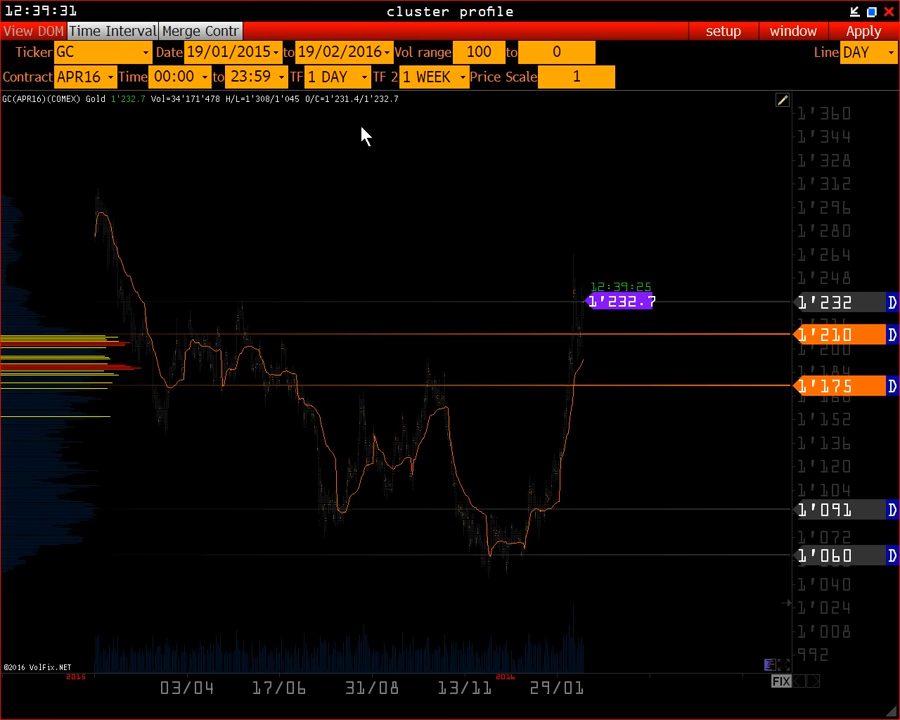 12:39:31 cluster profile
View DOM Time Interval Merge Contr setup window Apply
Ticker GC Date 19/01/2015 to 19/02/2016 Vol range 100 to 0 Line DAY
Contract APR16 Time 00:00 to 23:59 TF 1 DAY TF 2 1 WEEK Price Scale 1
GC(APR16)(COMEX) Gold 1'232.7 Vol=34'171'478 H/L=1'308/1'045 O/C=1'231.4/1'232.7
1'360
1'344
1'328
1'312
1'296
1'280
1'264
1'248
12:39:25
1'232.7
1'232 D
1'210 D
1'200
1'184
1'175 D
1'152
1'136
1'120
1'104
1'091 D
1'072
1'060 D
1'040
1'024
1'008
992
©2016 VolFix.NET
2015 2016
FIX
03/04 17/06 31/08 13/11 29/01